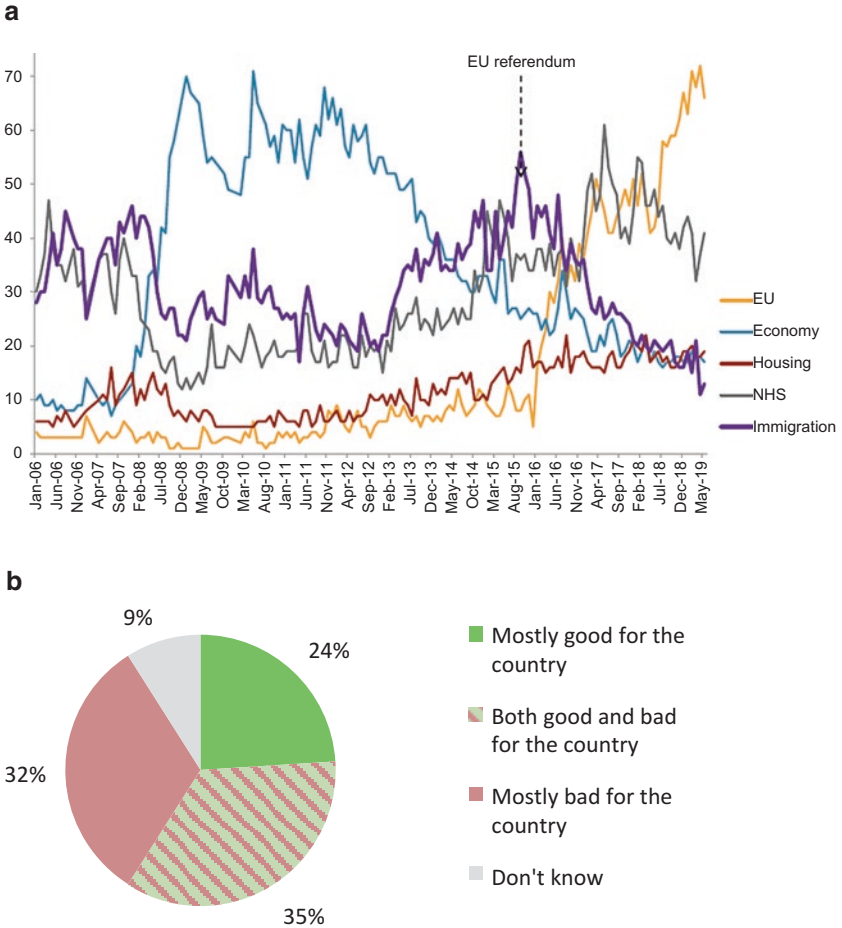 a
EU referendum
70
60
50
40
30
20
10
0
Jan-06
Jun-06
Nov-06
Apr-07
Sep-07
Feb-08
Jul-08
Dec-08
May-09
Oct-09
Mar-10
Aug-10
Jan-11
Jun-11
Nov-11
Apr-12
Sep-12
Feb-13
Jul-13
Dec-13
May-14
Oct-14
Mar-15
Aug-15
Jan-16
Jun-16
Nov-16
Apr-17
Sep-17
Feb-18
Jul-18
Dec-18
May-19
EU
Economy
Housing
NHS
Immigration
b
9%
24%
32%
35%
Mostly good for the
country
Both good and bad
for the country
Mostly bad for the
country
Don't know